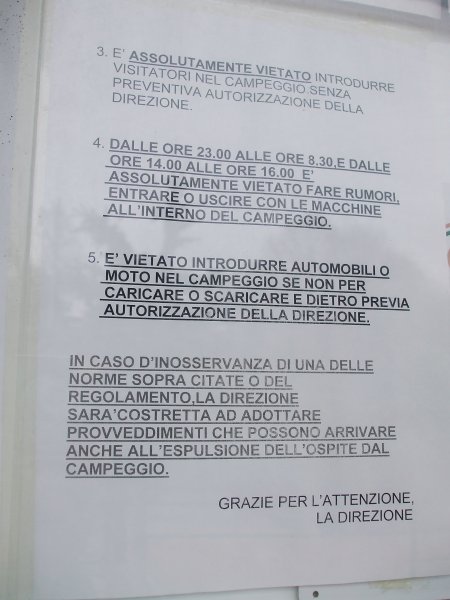 3. E' ASSOLUTAMENTE VIETATO INTRODURRE
VISITATORI NEL CAMPEGGIO SENZA
PREVENTIVA AUTORIZZAZIONE DELLA
DIREZIONE.
4. DALLE ORE 23.00 ALLE ORE 8.30,E DALLE
ORE 14.00 ALLE ORE 16.00 E'
ASSOLUTAMENTE VIETATO FARE RUMORI,
ENTRARE O USCIRE CON LE MACCHINE
ALL'INTERNO DEL CAMPEGGIO.
5. E' VIETATO INTRODURRE AUTOMOBILI O
MOTO NEL CAMPEGGIO SE NON PER
CARICARE O SCARICARE E DIETRO PREVIA
AUTORIZZAZIONE DELLA DIREZIONE.
IN CASO D'INOSSERVANZA DI UNA DELLE
NORME SOPRA CITATE O DEL
REGOLAMENTO,LA DIREZIONE
SARA'COSTRETTA AD ADOTTARE
PROVVEDDIMENTI CHE POSSONO ARRIVARE
ANCHE ALL'ESPULSIONE DELL'OSPITE DAL
CAMPEGGIO.
GRAZIE PER L'ATTENZIONE,
LA DIREZIONE